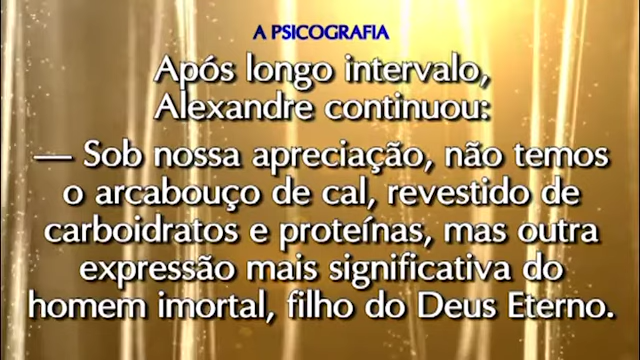 A PSICOGRAFIA
Após longo intervalo,
Alexandre continuou:
— Sob nossa apreciação, não temos
o arcabouço de cal, revestido de
carboidratos e proteínas, mas outra
expressão mais significativa do
homem imortal, filho do Deus Eterno.